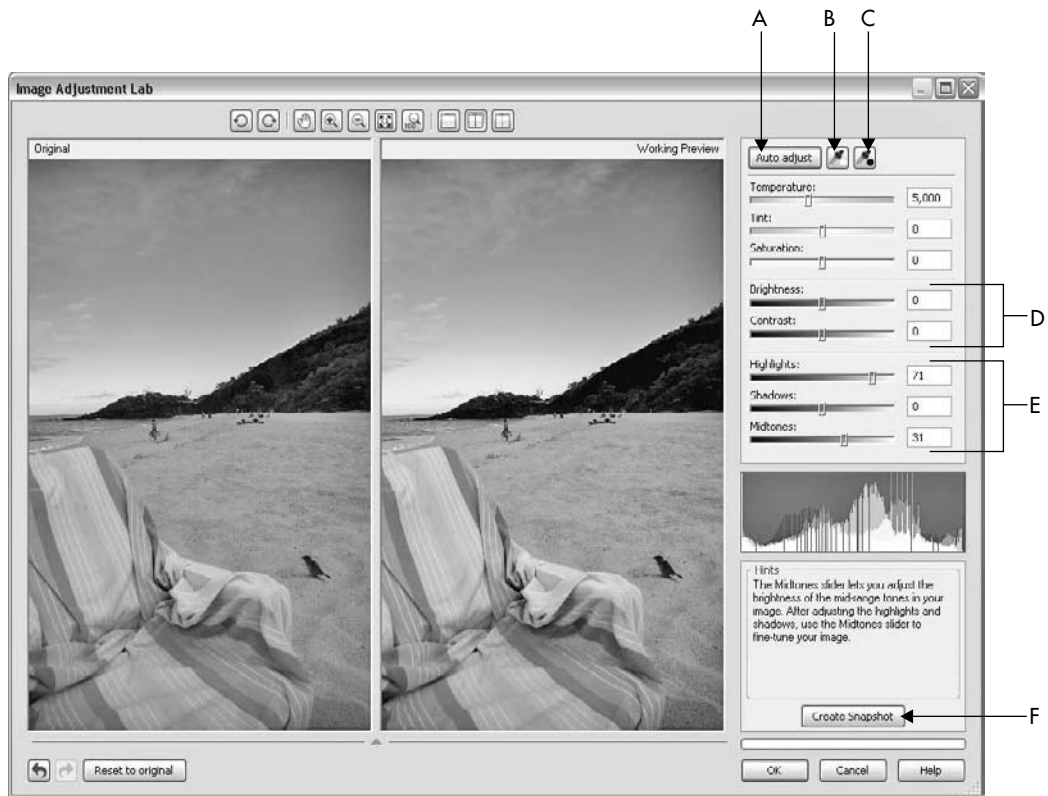 A B C
Image Adjustment Lab
100
Original
Working Preview
Auto adjust
Temperature:
5,000
Tint:
0
Saturation:
0
Brightness:
0
Contrast:
0
D
Highlights:
71
Shadows:
0
Midtones:
31
E
Hints
The Midtones slider lets you adjust the
brightness of the mid-range tones in your
image. After adjusting the highlights and
shadows, use the Midtones slider to
fine-tune your image.
Create Snapshot
F
Reset to original
OK
Cancel
Help